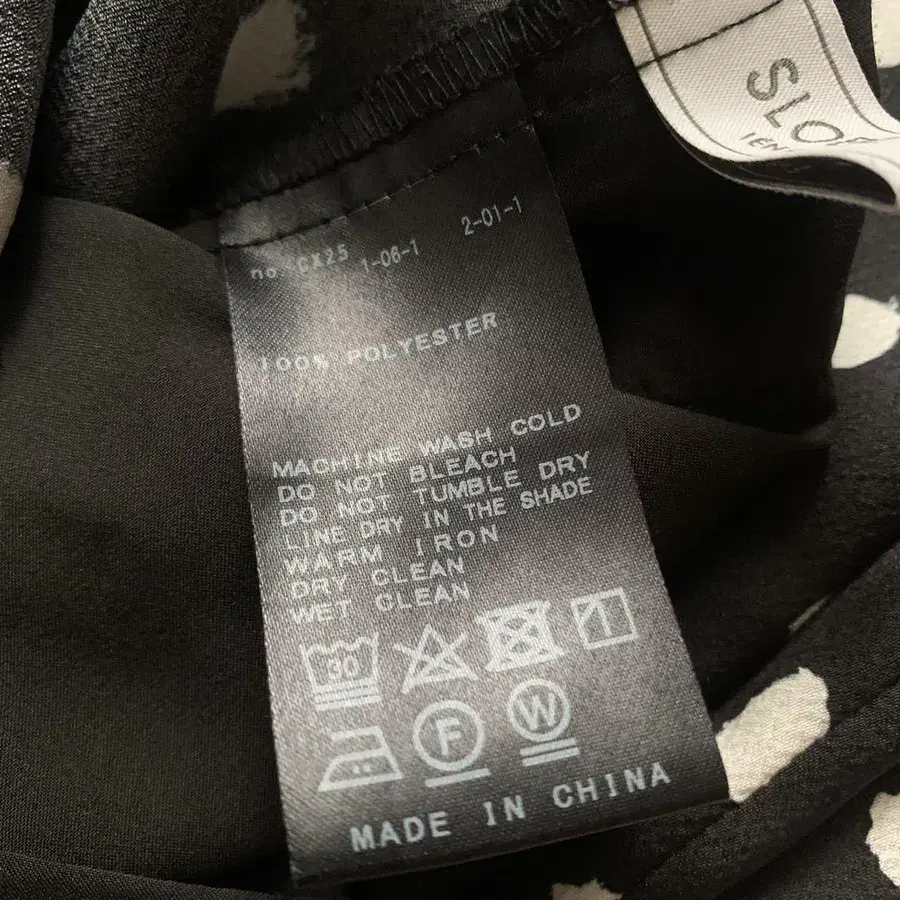 SLO
no. CX25 1-06-1 2-01-1
100% POLYESTER
MACHINE WASH COLD
DO NOT BLEACH
DO NOT TUMBLE DRY
LINE DRY IN THE SHADE
WARM IRON
DRY CLEAN
WET CLEAN
30
F W
MADE IN CHINA